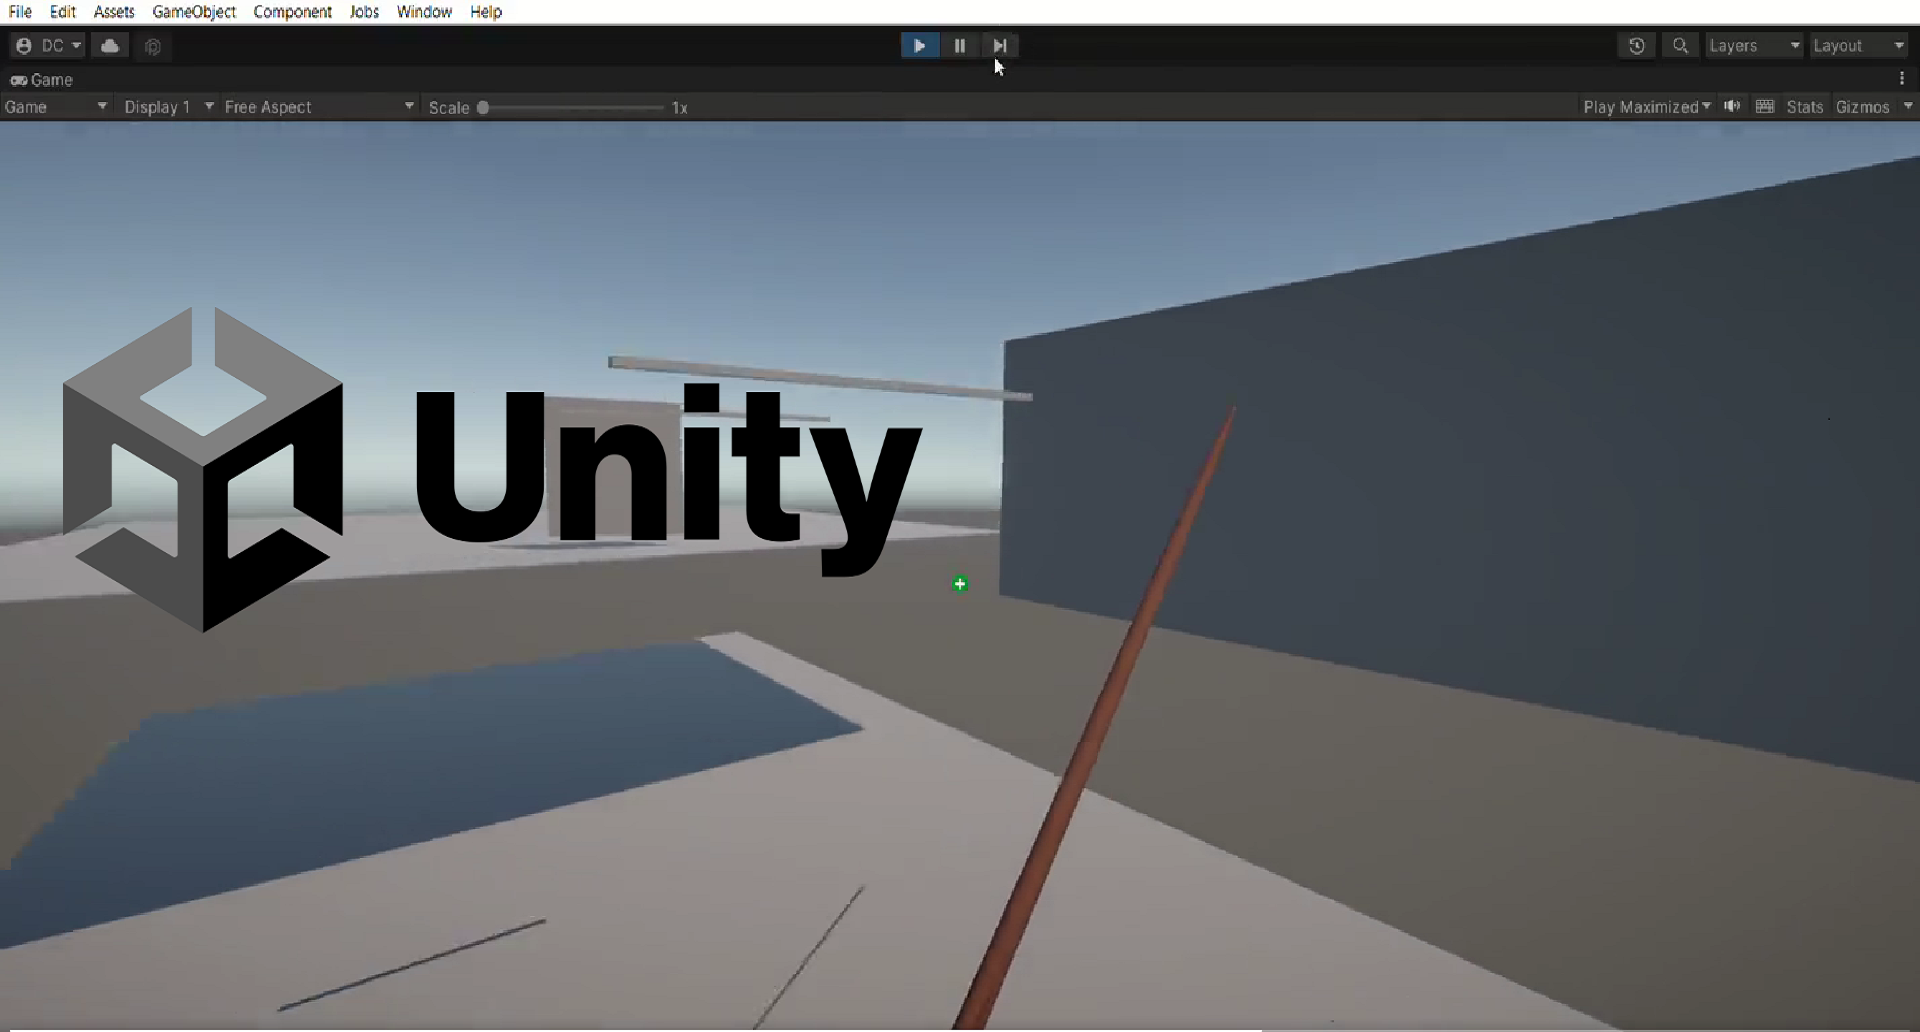 File Edit Assets GameObject Component Jobs Window Help
DC Layers Layout
Game
Game Display 1 Free Aspect Scale 1x Play Maximized Stats Gizmos
Unity